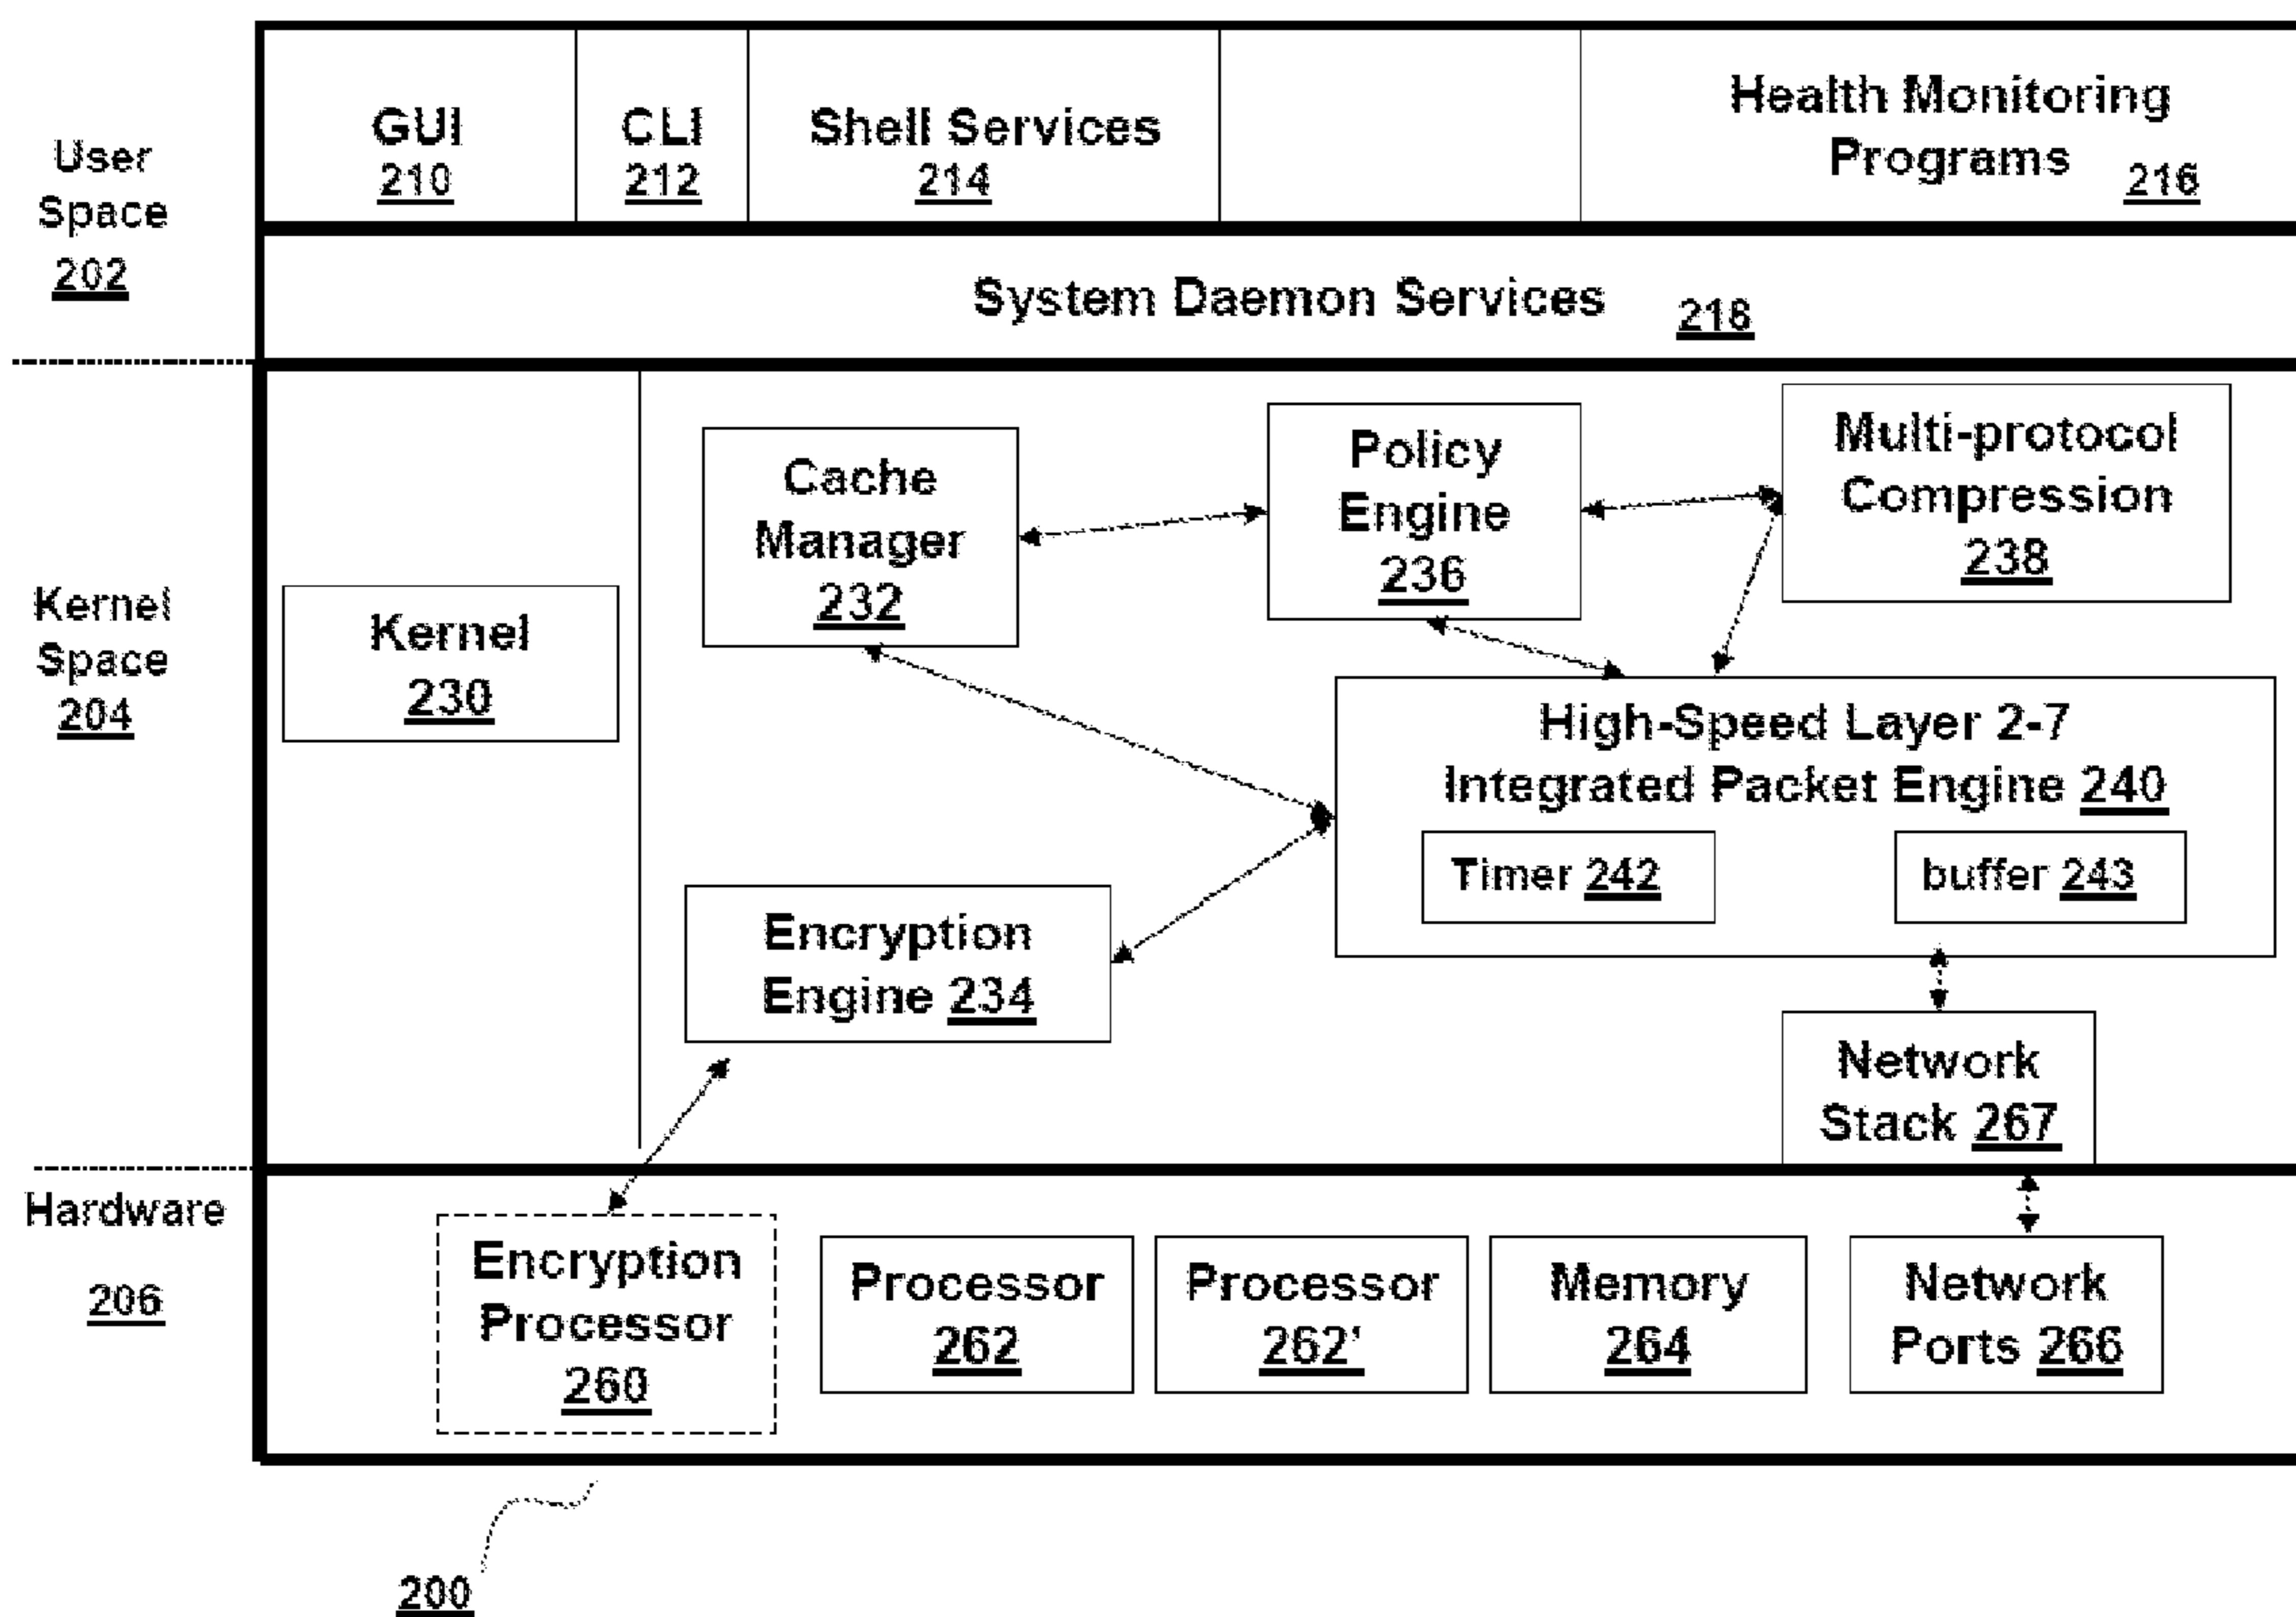 User
Space
202
GUI
210
CLI
212
Shell Services
214
Health Monitoring
Programs 216
System Daemon Services 218
Kernel
Space
204
Kernel
230
Cache
Manager
232
Policy
Engine
236
Multi-protocol
Compression
238
High-Speed Layer 2-7
Integrated Packet Engine 240
Timer 242
buffer 243
Encryption
Engine 234
Network
Stack 267
Hardware
206
Encryption
Processor
260
Processor
262
Processor
262'
Memory
264
Network
Ports 266
200